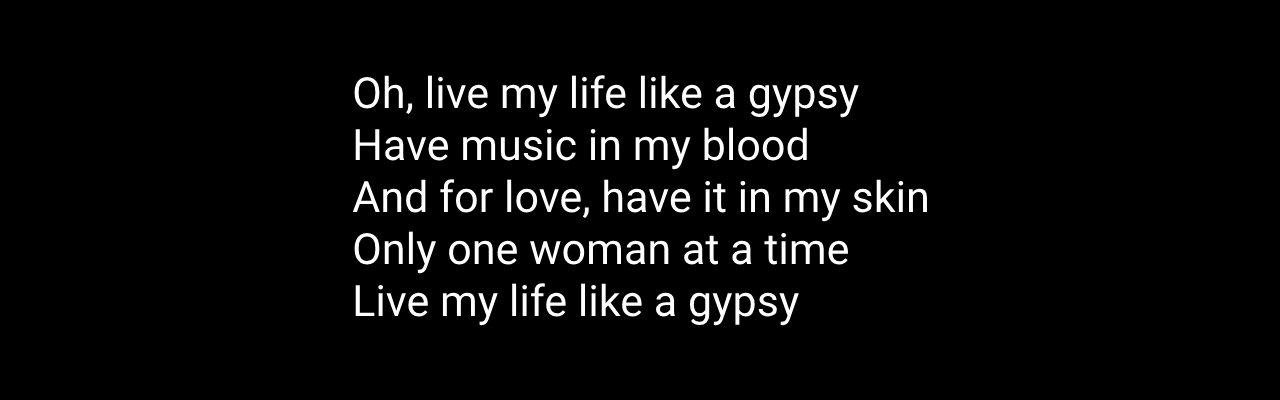 Oh, live my life like a gypsy
Have music in my blood
And for love, have it in my skin
Only one woman at a time
Live my life like a gypsy